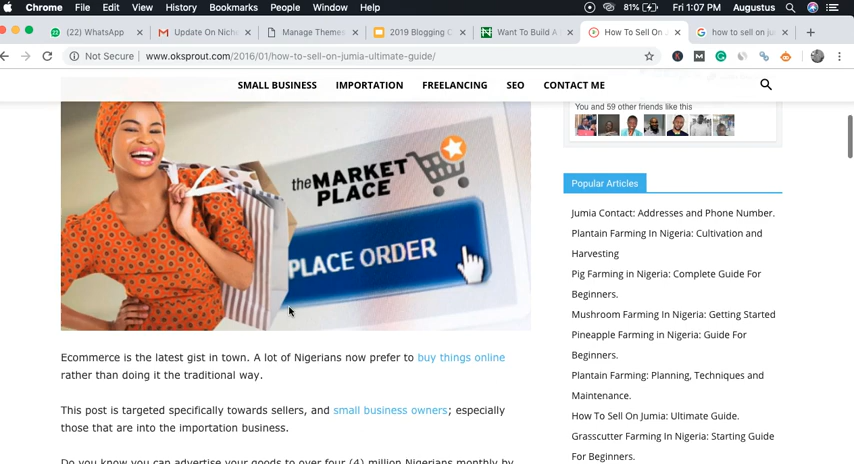 Chrome File Edit View History Bookmarks People Window Help 81% Fri 1:07 PM Augustus
(22) WhatsApp Update On Niche Manage Themes 2019 Blogging C Want To Build A How To Sell On J how to sell on ju
Not Secure www.oksprout.com/2016/01/how-to-sell-on-jumia-ultimate-guide/
SMALL BUSINESS IMPORTATION FREELANCING SEO CONTACT ME
You and 59 other friends like this
the MARKET
PLACE
PLACE ORDER
Popular Articles
Jumia Contact: Addresses and Phone Number.
Plantain Farming In Nigeria: Cultivation and
Harvesting
Pig Farming in Nigeria: Complete Guide For
Beginners.
Mushroom Farming In Nigeria: Getting Started
Pineapple Farming in Nigeria: Guide For
Beginners.
Plantain Farming: Planning, Techniques and
Maintenance.
How To Sell On Jumia: Ultimate Guide.
Grasscutter Farming In Nigeria: Starting Guide
For Beginners.
Ecommerce is the latest gist in town. A lot of Nigerians now prefer to buy things online
rather than doing it the traditional way.
This post is targeted specifically towards sellers, and small business owners; especially
those that are into the importation business.
Do you know you can advertise your goods to over four (4) million Nigerians monthly by